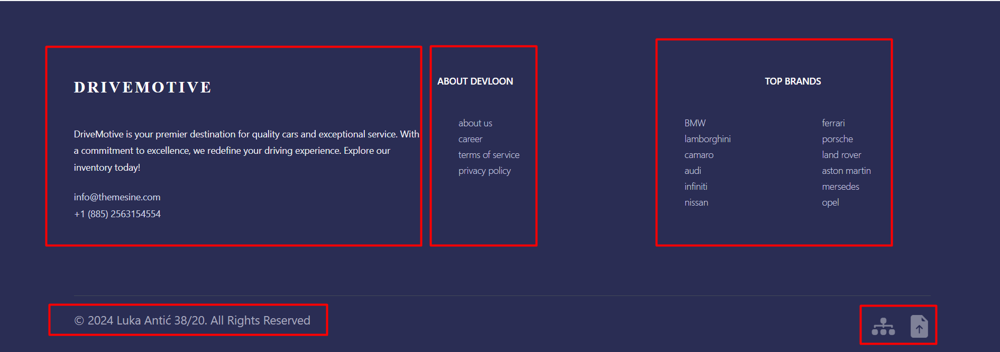 DRIVEMOTIVE
DriveMotive is your premier destination for quality cars and exceptional service. With
a commitment to excellence, we redefine your driving experience. Explore our
inventory today!
info@themesine.com
+1 (885) 2563154554
ABOUT DEVLOON
about us
career
terms of service
privacy policy
TOP BRANDS
BMW
lamborghini
camaro
audi
infiniti
nissan
ferrari
porsche
land rover
aston martin
mersedes
opel
© 2024 Luka Antić 38/20. All Rights Reserved